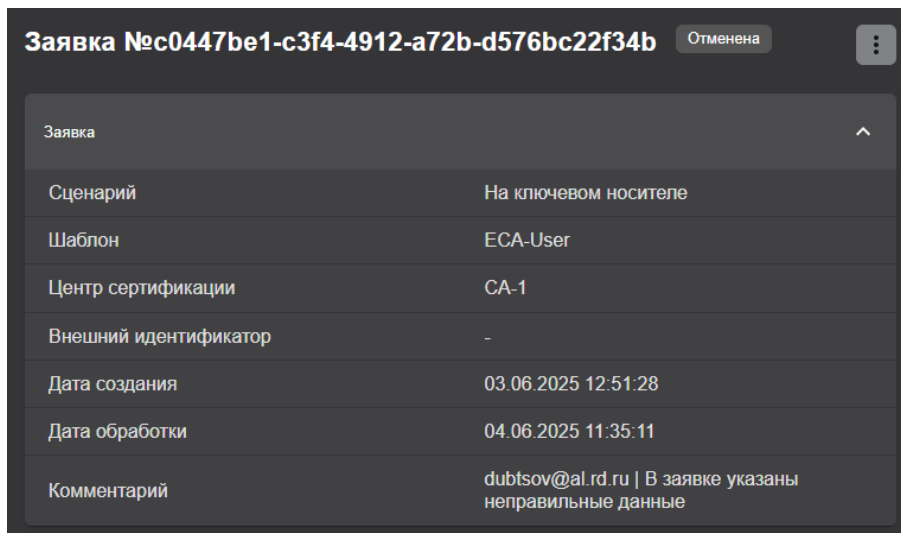 Заявка №c0447be1-c3f4-4912-a72b-d576bc22f34b Отменена
Заявка
Сценарий На ключевом носителе
Шаблон ECA-User
Центр сертификации CA-1
Внешний идентификатор -
Дата создания 03.06.2025 12:51:28
Дата обработки 04.06.2025 11:35:11
Комментарий dubtsov@al.rd.ru | В заявке указаны
неправильные данные